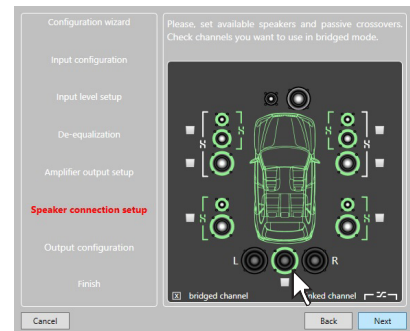 Configuration wizard
Input configuration
Input level setup
De-equalization
Amplifier output setup
Speaker connection setup
Output configuration
Finish
Please, set available speakers and passive crossovers.
Check channels you want to use in bridged mode.
L R
X bridged channel nked channel
Cancel Back Next